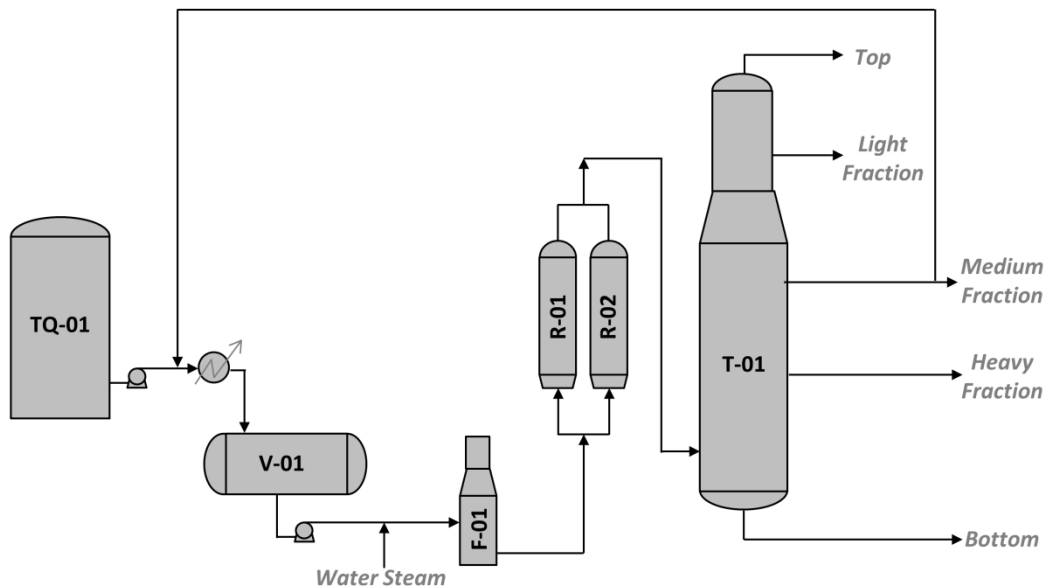 Top
Light
Fraction
TQ-01
R-01
R-02
Medium
Fraction
T-01
Heavy
Fraction
V-01
F-01
Water Steam
Bottom